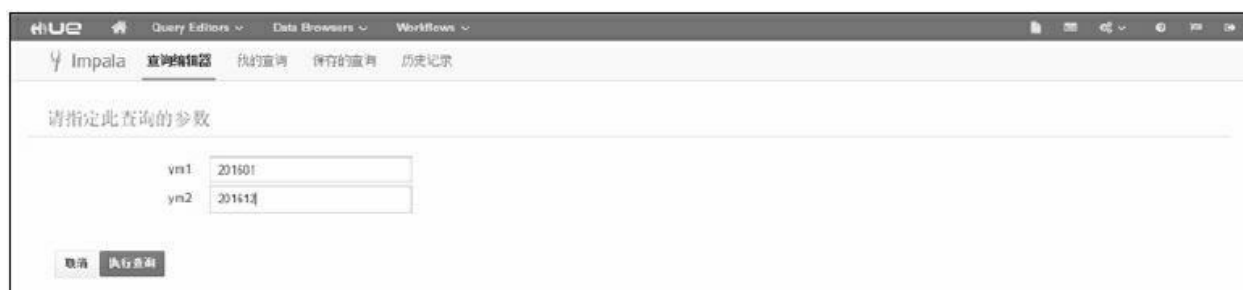 HUE Query Editors Data Browsers Workflows
Impala 查询编辑器 我的查询 保存的查询 历史记录
请指定此查询的参数
ym1 201601
ym2 201612
取消 执行查询